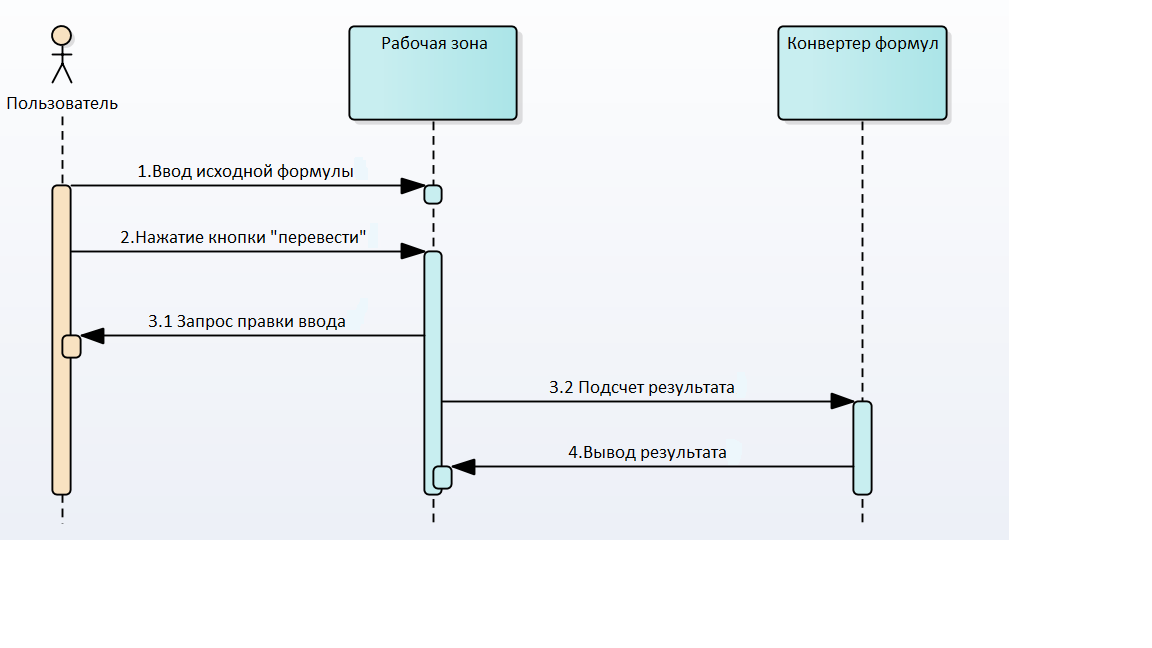 Рабочая зона
Конвертер формул
Пользователь
1.Ввод исходной формулы
2.Нажатие кнопки "перевести"
3.1 Запрос правки ввода
3.2 Подсчет результата
4.Вывод результата